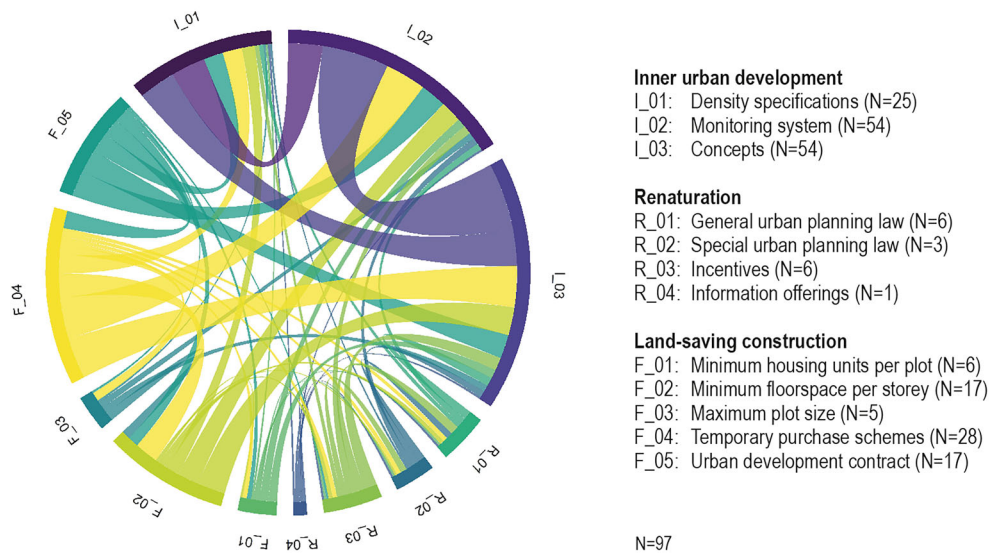 I_01
I_02
I_03
R_01
R_02
R_03
R_04
F_01
F_02
F_03
F_04
F_05
Inner urban development
I_01: Density specifications (N=25)
I_02: Monitoring system (N=54)
I_03: Concepts (N=54)
Renaturation
R_01: General urban planning law (N=6)
R_02: Special urban planning law (N=3)
R_03: Incentives (N=6)
R_04: Information offerings (N=1)
Land-saving construction
F_01: Minimum housing units per plot (N=6)
F_02: Minimum floorspace per storey (N=17)
F_03: Maximum plot size (N=5)
F_04: Temporary purchase schemes (N=28)
F_05: Urban development contract (N=17)
N=97